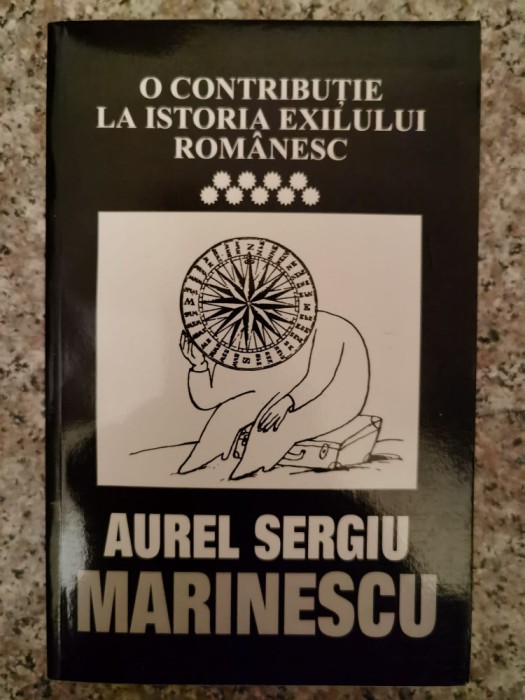 O CONTRIBUȚIE
LA ISTORIA EXILULUI
ROMÂNESC
N
W
S
AUREL SERGIU
MARINESCU